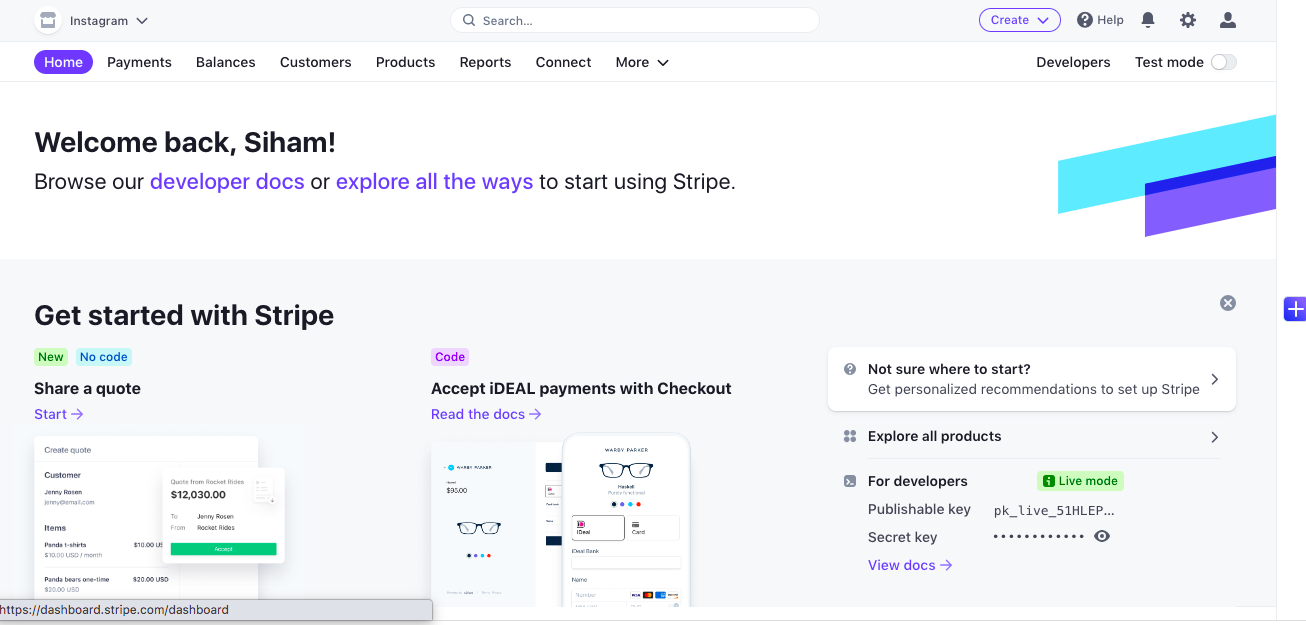 Instagram
Search...
Create
Help
Home
Payments
Balances
Customers
Products
Reports
Connect
More
Developers
Test mode
Welcome back, Siham!
Browse our developer docs or explore all the ways to start using Stripe.
Get started with Stripe
New
No code
Share a quote
Start →
Create quote
Customer
Jenny Rosen
jenny@email.com
Items
Panda t-shirts
$10.00 US
$10.00 USD / month
Panda bears one-time
$20.00 USD
$20.00 USD
Quote from Rocket Rides
$12,030.00
To Jenny Rosen
From Rocket Rides
Accept
Code
Accept iDEAL payments with Checkout
Read the docs →
WARBY PARKER
$95.00
WARBY PARKER
Haskell
Purely functional
iDeal
Card
iDeal Bank
Name
Number
VISA
Not sure where to start?
Get personalized recommendations to set up Stripe
Explore all products
For developers
Live mode
Publishable key
pk_live_51HLEP...
Secret key
••••••••••••
View docs →
https://dashboard.stripe.com/dashboard